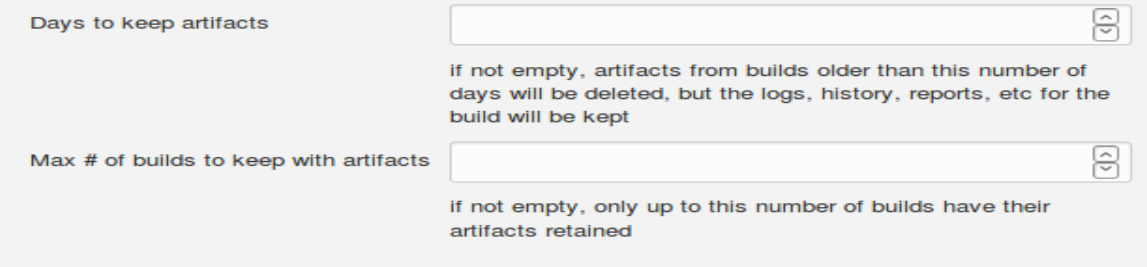 Days to keep artifacts
if not empty, artifacts from builds older than this number of
days will be deleted, but the logs, history, reports, etc for the
build will be kept
Max # of builds to keep with artifacts
if not empty, only up to this number of builds have their
artifacts retained